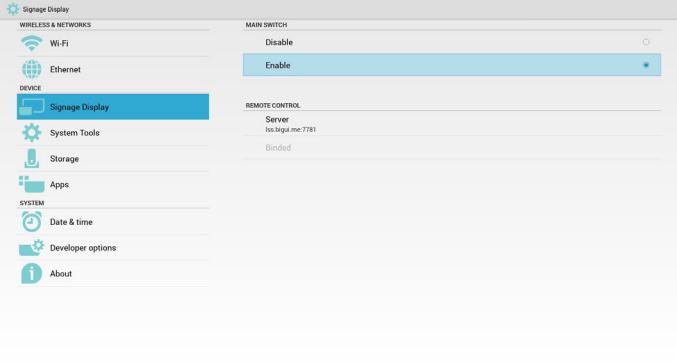 Signage Display
WIRELESS & NETWORKS
Wi-Fi
Ethernet
DEVICE
Signage Display
System Tools
Storage
Apps
SYSTEM
Date & time
Developer options
About
MAIN SWITCH
Disable
Enable
REMOTE CONTROL
Server
lss.bigui.me:7781
Binded